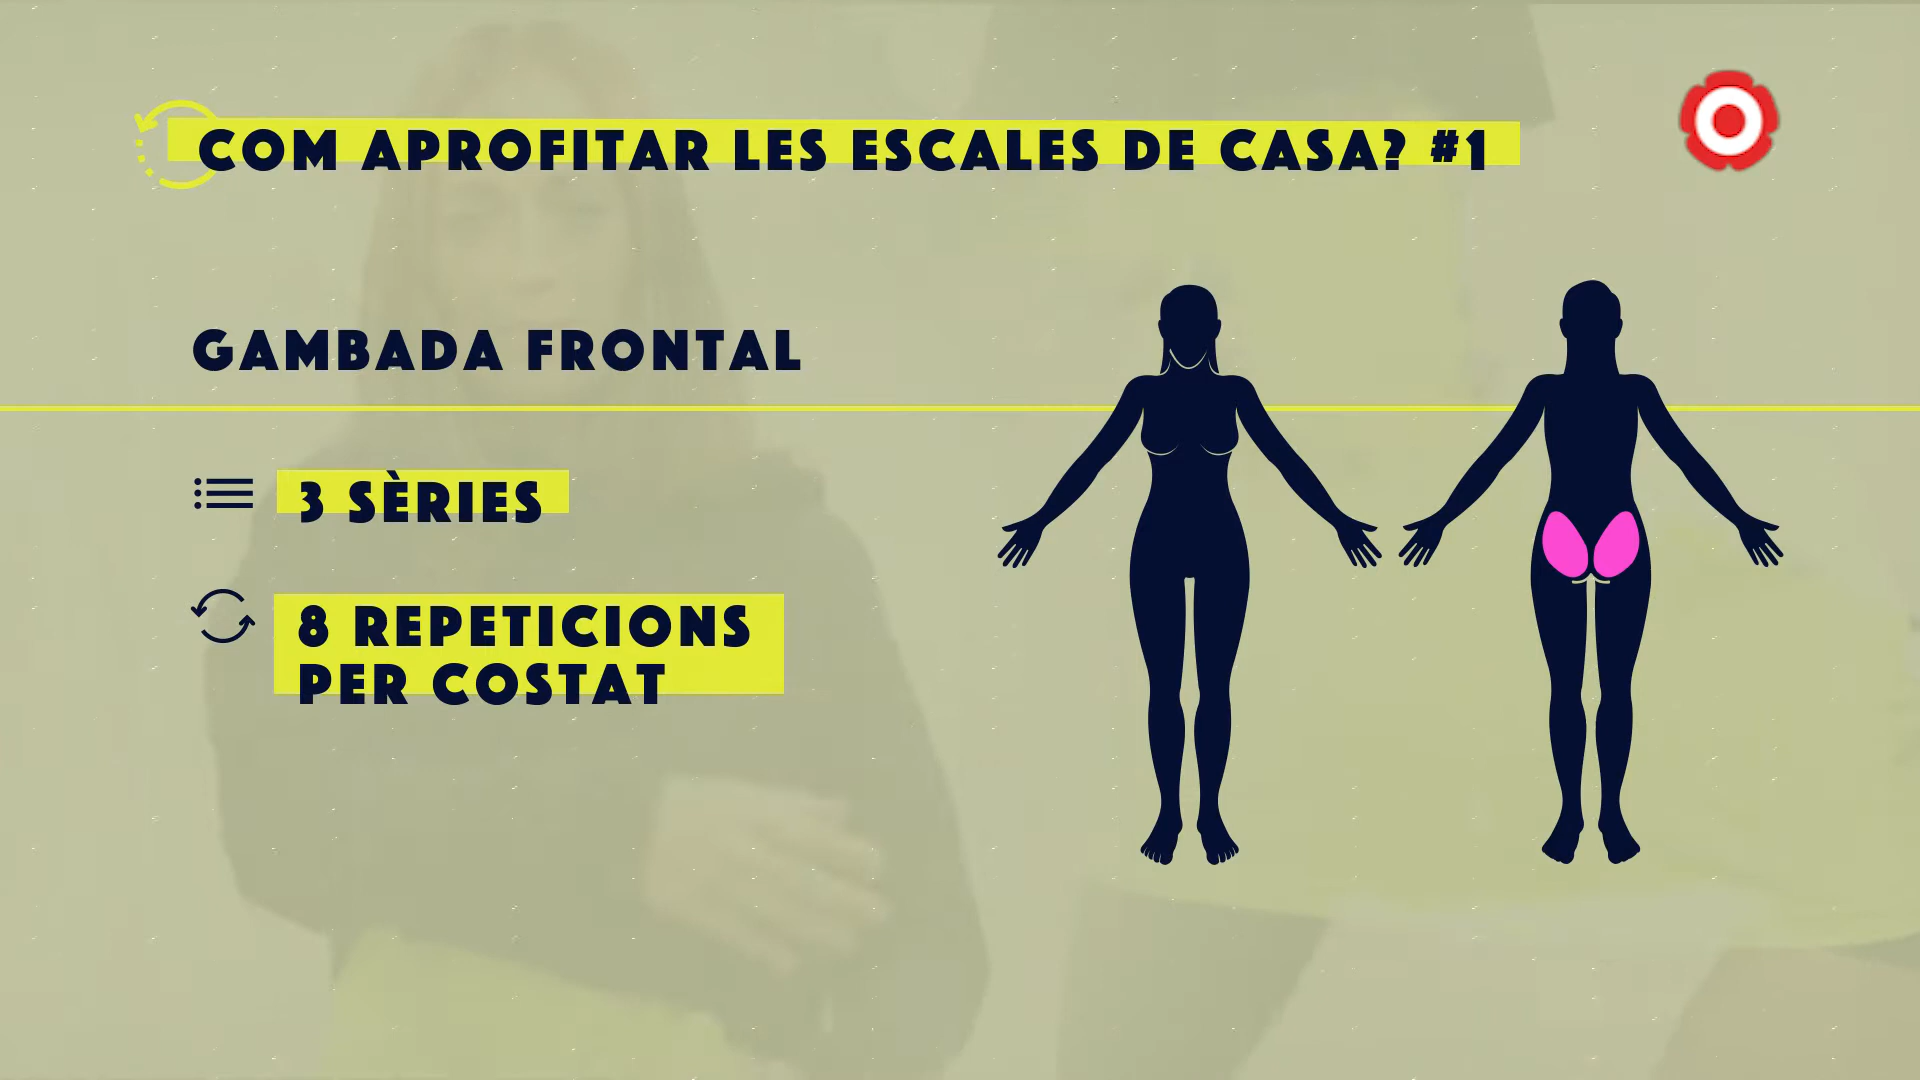 COM APROFITAR LES ESCALES DE CASA? #1
GAMBADA FRONTAL
3 SÈRIES
8 REPETICIONS
PER COSTAT